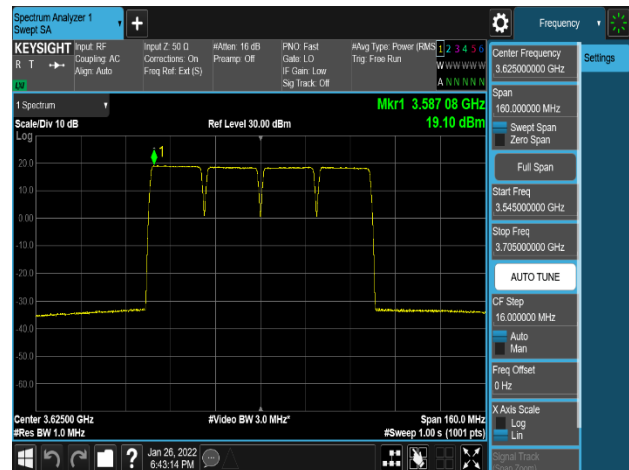 Spectrum Analyzer 1
Swept SA
Frequency
KEYSIGHT
R T
LW
Input: RF
Coupling: AC
Align: Auto
Input Z: 50 Ω
Corrections: On
Freq Ref: Ext (S)
#Atten: 16 dB
Preamp: Off
PNO: Fast
Gate: LO
IF Gain: Low
Sig Track: Off
#Avg Type: Power (RMS
Trig: Free Run
1 2 3 4 5 6
W W W W W W
A N N N N N
Center Frequency
3.625000000 GHz
Settings
Span
160.000000 MHz
Swept Span
Zero Span
Full Span
Start Freq
3.545000000 GHz
Stop Freq
3.705000000 GHz
AUTO TUNE
CF Step
16.000000 MHz
Auto
Man
Freq Offset
0 Hz
X Axis Scale
Log
Lin
Signal Track
(Span Zoom)
1 Spectrum
Scale/Div 10 dB
Log
Ref Level 30.00 dBm
Mkr1 3.587 08 GHz
19.10 dBm
1
20.0
10.0
0.00
-10.0
-20.0
-30.0
-40.0
-50.0
-60.0
Center 3.62500 GHz
#Res BW 1.0 MHz
#Video BW 3.0 MHz*
Span 160.0 MHz
#Sweep 1.00 s (1001 pts)
?
Jan 26, 2022
6:43:14 PM